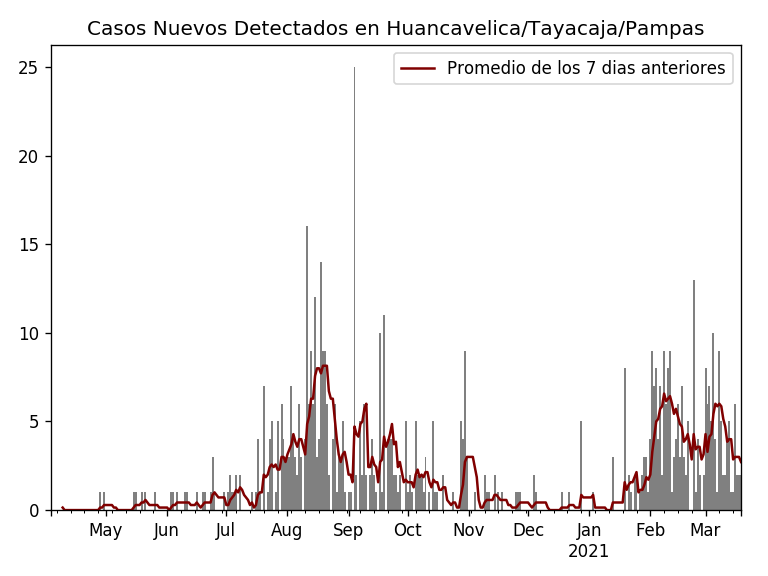 Casos Nuevos Detectados en Huancavelica/Tayacaja/Pampas
Promedio de los 7 dias anteriores
25
20
15
10
5
0
May Jun Jul Aug Sep Oct Nov Dec Jan Feb Mar
2021